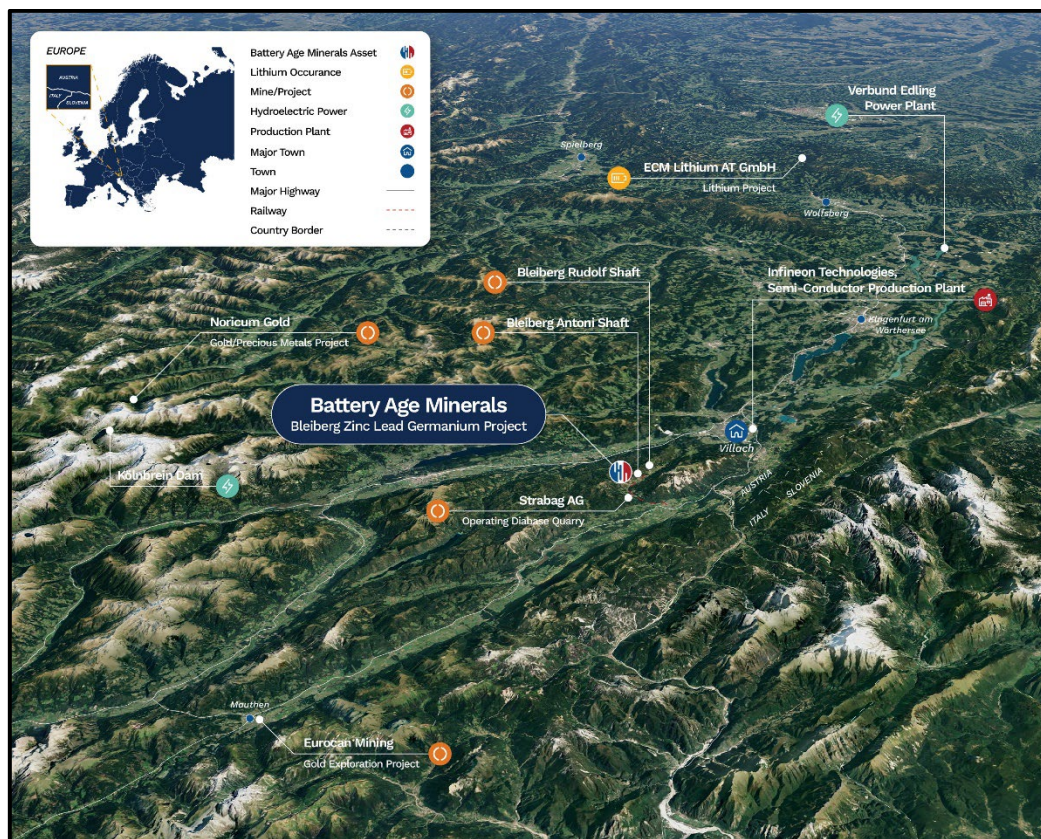 EUROPE
AUSTRIA
ITALY
SLOVENIA
Battery Age Minerals Asset
Lithium Occurance
Mine/Project
Hydroelectric Power
Production Plant
Major Town
Town
Major Highway
Railway
Country Border
Verbund Edling
Power Plant
Spielberg
ECM Lithium AT GmbH
Lithium Project
Wolfsberg
Bleiberg Rudolf Shaft
Infineon Technologies,
Semi-Conductor Production Plant
Noricum Gold
Gold/Precious Metals Project
Bleiberg Antoni Shaft
Klagenfurt am
Wörthersee
Battery Age Minerals
Bleiberg Zinc Lead Germanium Project
Villach
Kölnbrein Dam
Strabag AG
Operating Diabase Quarry
AUSTRIA
SLOVENIA
ITALY
Mauthen
Eurocan Mining
Gold Exploration Project